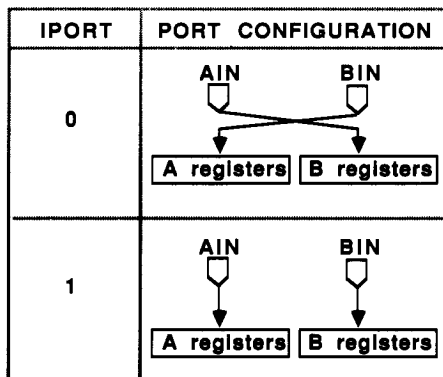 IPORT PORT CONFIGURATION
AIN BIN
0
A registers B registers
AIN BIN
1
A registers B registers